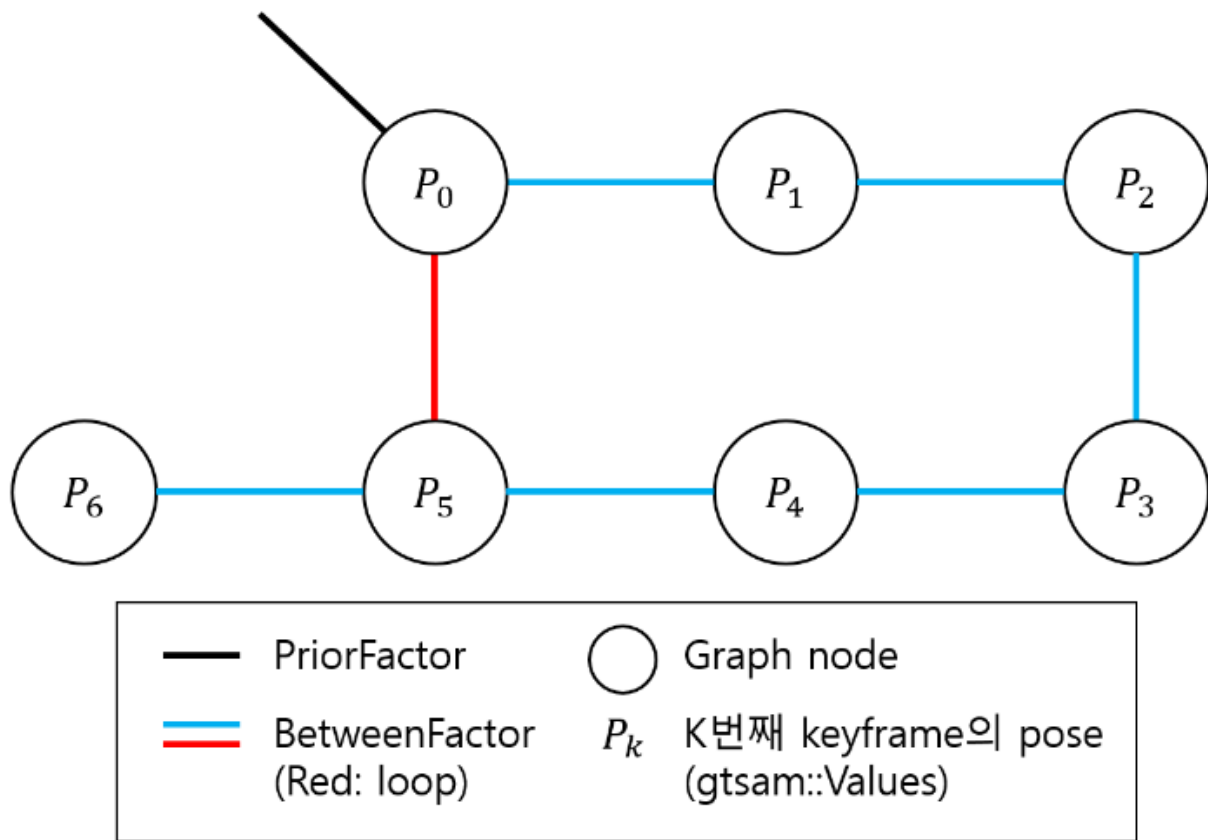 P₀ P₁ P₂
P₆ P₅ P₄ P₃
PriorFactor
Graph node
BetweenFactor
(Red: loop)
Pₖ K번째 keyframe의 pose
(gtsam::Values)